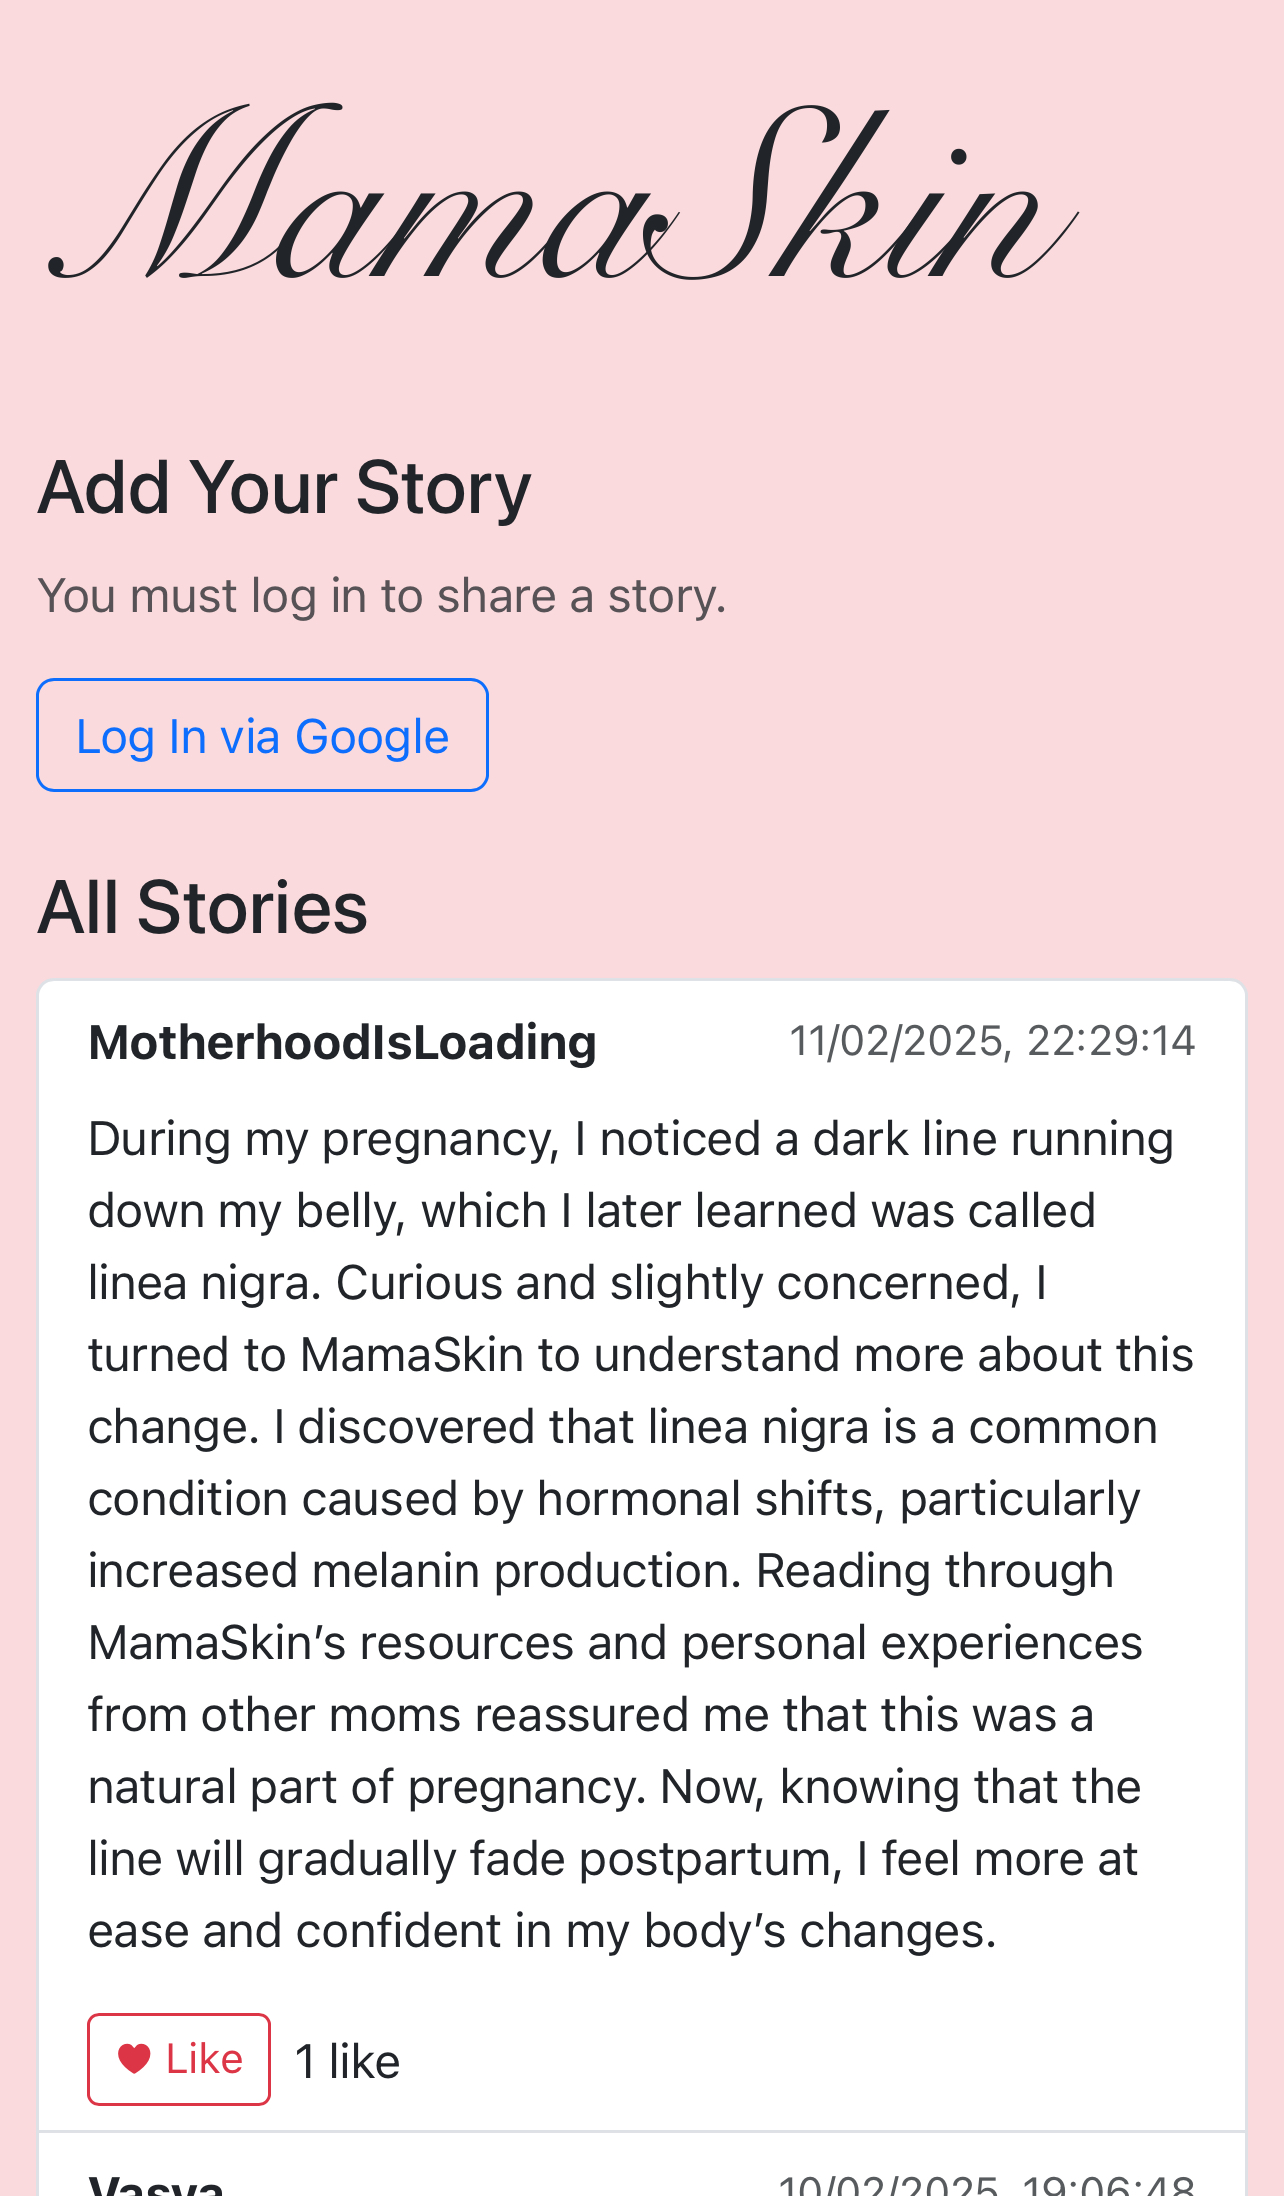 MamaSkin
Add Your Story
You must log in to share a story.
Log In via Google
All Stories
MotherhoodIsLoading 11/02/2025, 22:29:14
During my pregnancy, I noticed a dark line running
down my belly, which I later learned was called
linea nigra. Curious and slightly concerned, I
turned to MamaSkin to understand more about this
change. I discovered that linea nigra is a common
condition caused by hormonal shifts, particularly
increased melanin production. Reading through
MamaSkin’s resources and personal experiences
from other moms reassured me that this was a
natural part of pregnancy. Now, knowing that the
line will gradually fade postpartum, I feel more at
ease and confident in my body’s changes.
Like 1 like
Vasya 10/02/2025, 19:06:48